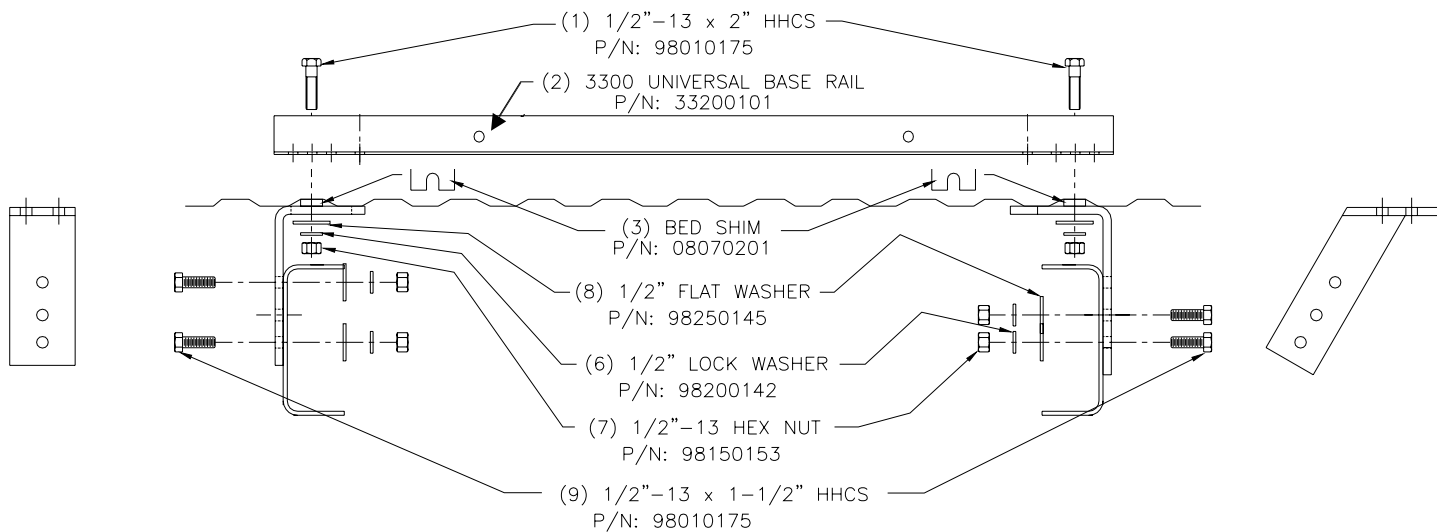 (1) 1/2”-13 x 2” HHCS
P/N: 98010175
(2) 3300 UNIVERSAL BASE RAIL
P/N: 33200101
(3) BED SHIM
P/N: 08070201
(8) 1/2” FLAT WASHER
P/N: 98250145
(6) 1/2” LOCK WASHER
P/N: 98200142
(7) 1/2”-13 HEX NUT
P/N: 98150153
(9) 1/2”-13 x 1-1/2” HHCS
P/N: 98010175